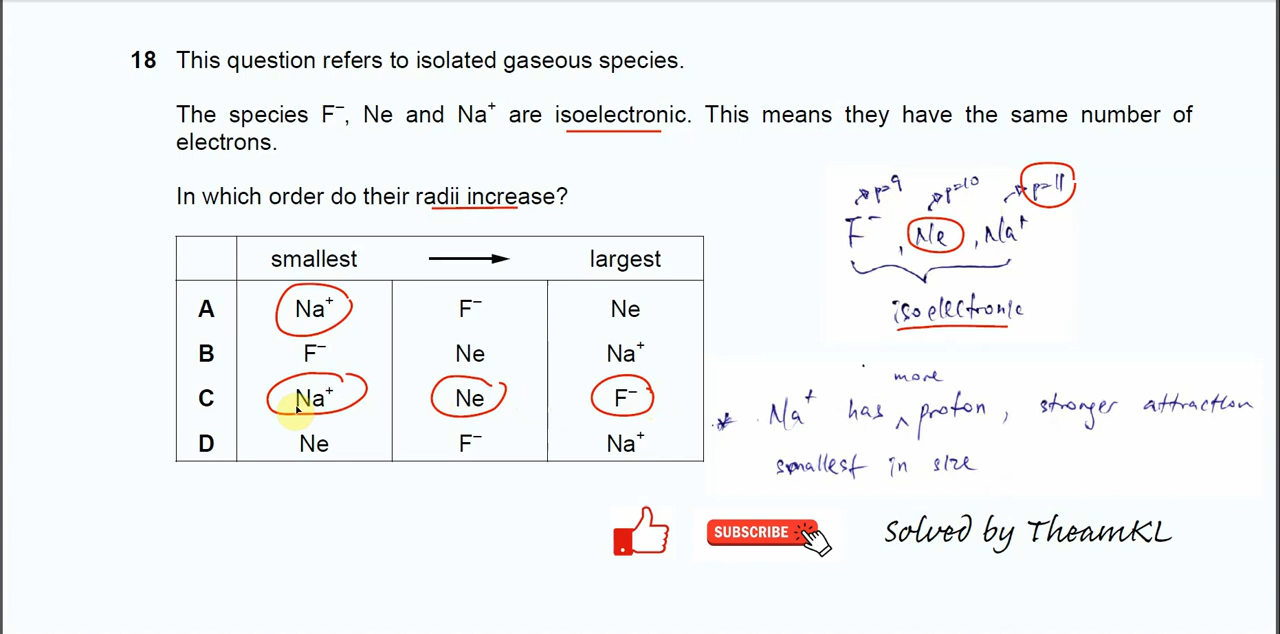 18 This question refers to isolated gaseous species.
The species F⁻, Ne and Na⁺ are isoelectronic. This means they have the same number of
electrons.
In which order do their radii increase?
smallest → largest
A Na⁺ F⁻ Ne
B F⁻ Ne Na⁺
C Na⁺ Ne F⁻
D Ne F⁻ Na⁺
p=9 p=10 p=11
F⁻, Ne, Na⁺
isoelectronic
more
* Na⁺ has ^ proton, stronger attraction
smallest in size
SUBSCRIBE
Solved by TheamKL